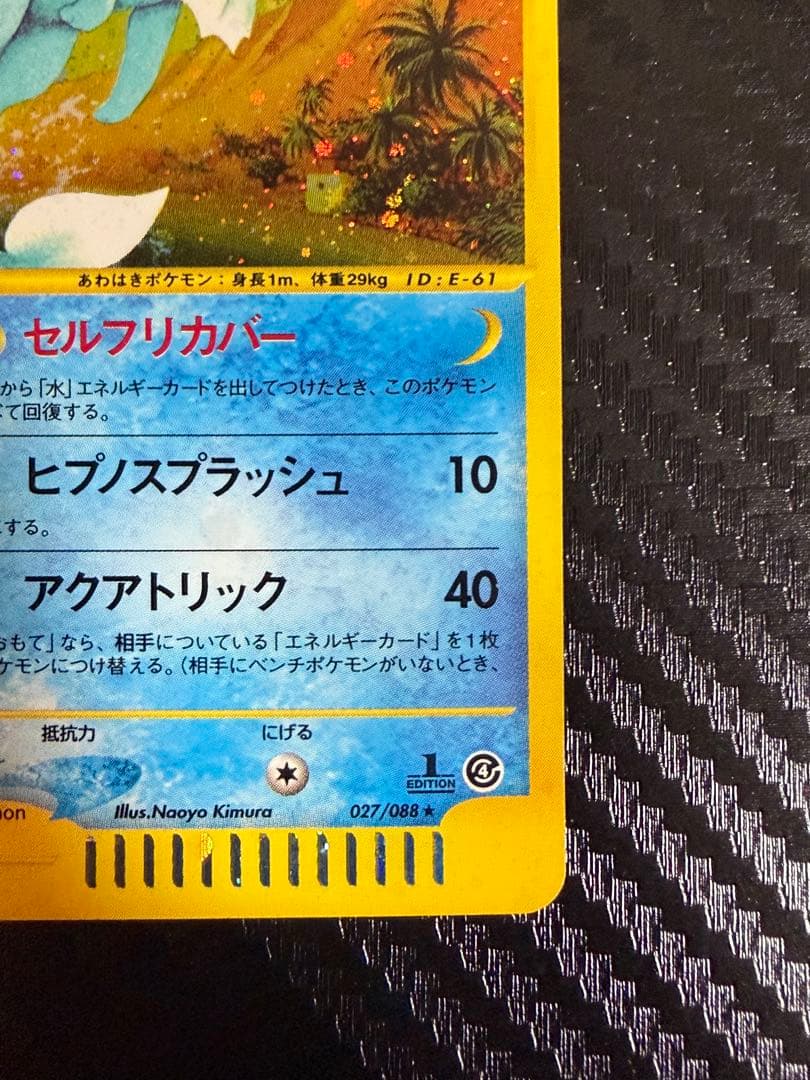 あわはきポケモン：身長1m、体重29kg ID:E-61
セルフリカバー
から「水」エネルギーカードを出してつけたとき、このポケモン
て回復する。
ヒプノスプラッシュ 10
する。
アクアトリック 40
おもて」なら、相手についている「エネルギーカード」を1枚
ケモンにつけ替える。(相手にベンチポケモンがいないとき、
抵抗力 にげる
1
EDITION
4
Illus.Naoyo Kimura 027/088★
on